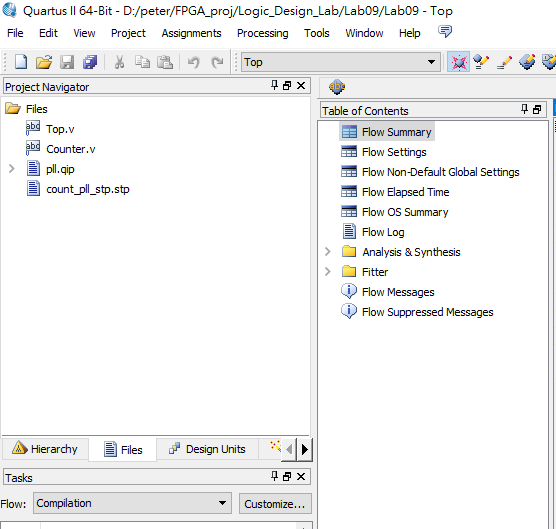 Quartus II 64-Bit - D:/peter/FPGA_proj/Logic_Design_Lab/Lab09/Lab09 - Top
File Edit View Project Assignments Processing Tools Window Help
Top
Project Navigator
Files
abd Top.v
abd Counter.v
pll.qip
count_pll_stp.stp
Hierarchy Files Design Units
Tasks
Flow: Compilation Customize...
Table of Contents
Flow Summary
Flow Settings
Flow Non-Default Global Settings
Flow Elapsed Time
Flow OS Summary
Flow Log
Analysis & Synthesis
Fitter
Flow Messages
Flow Suppressed Messages